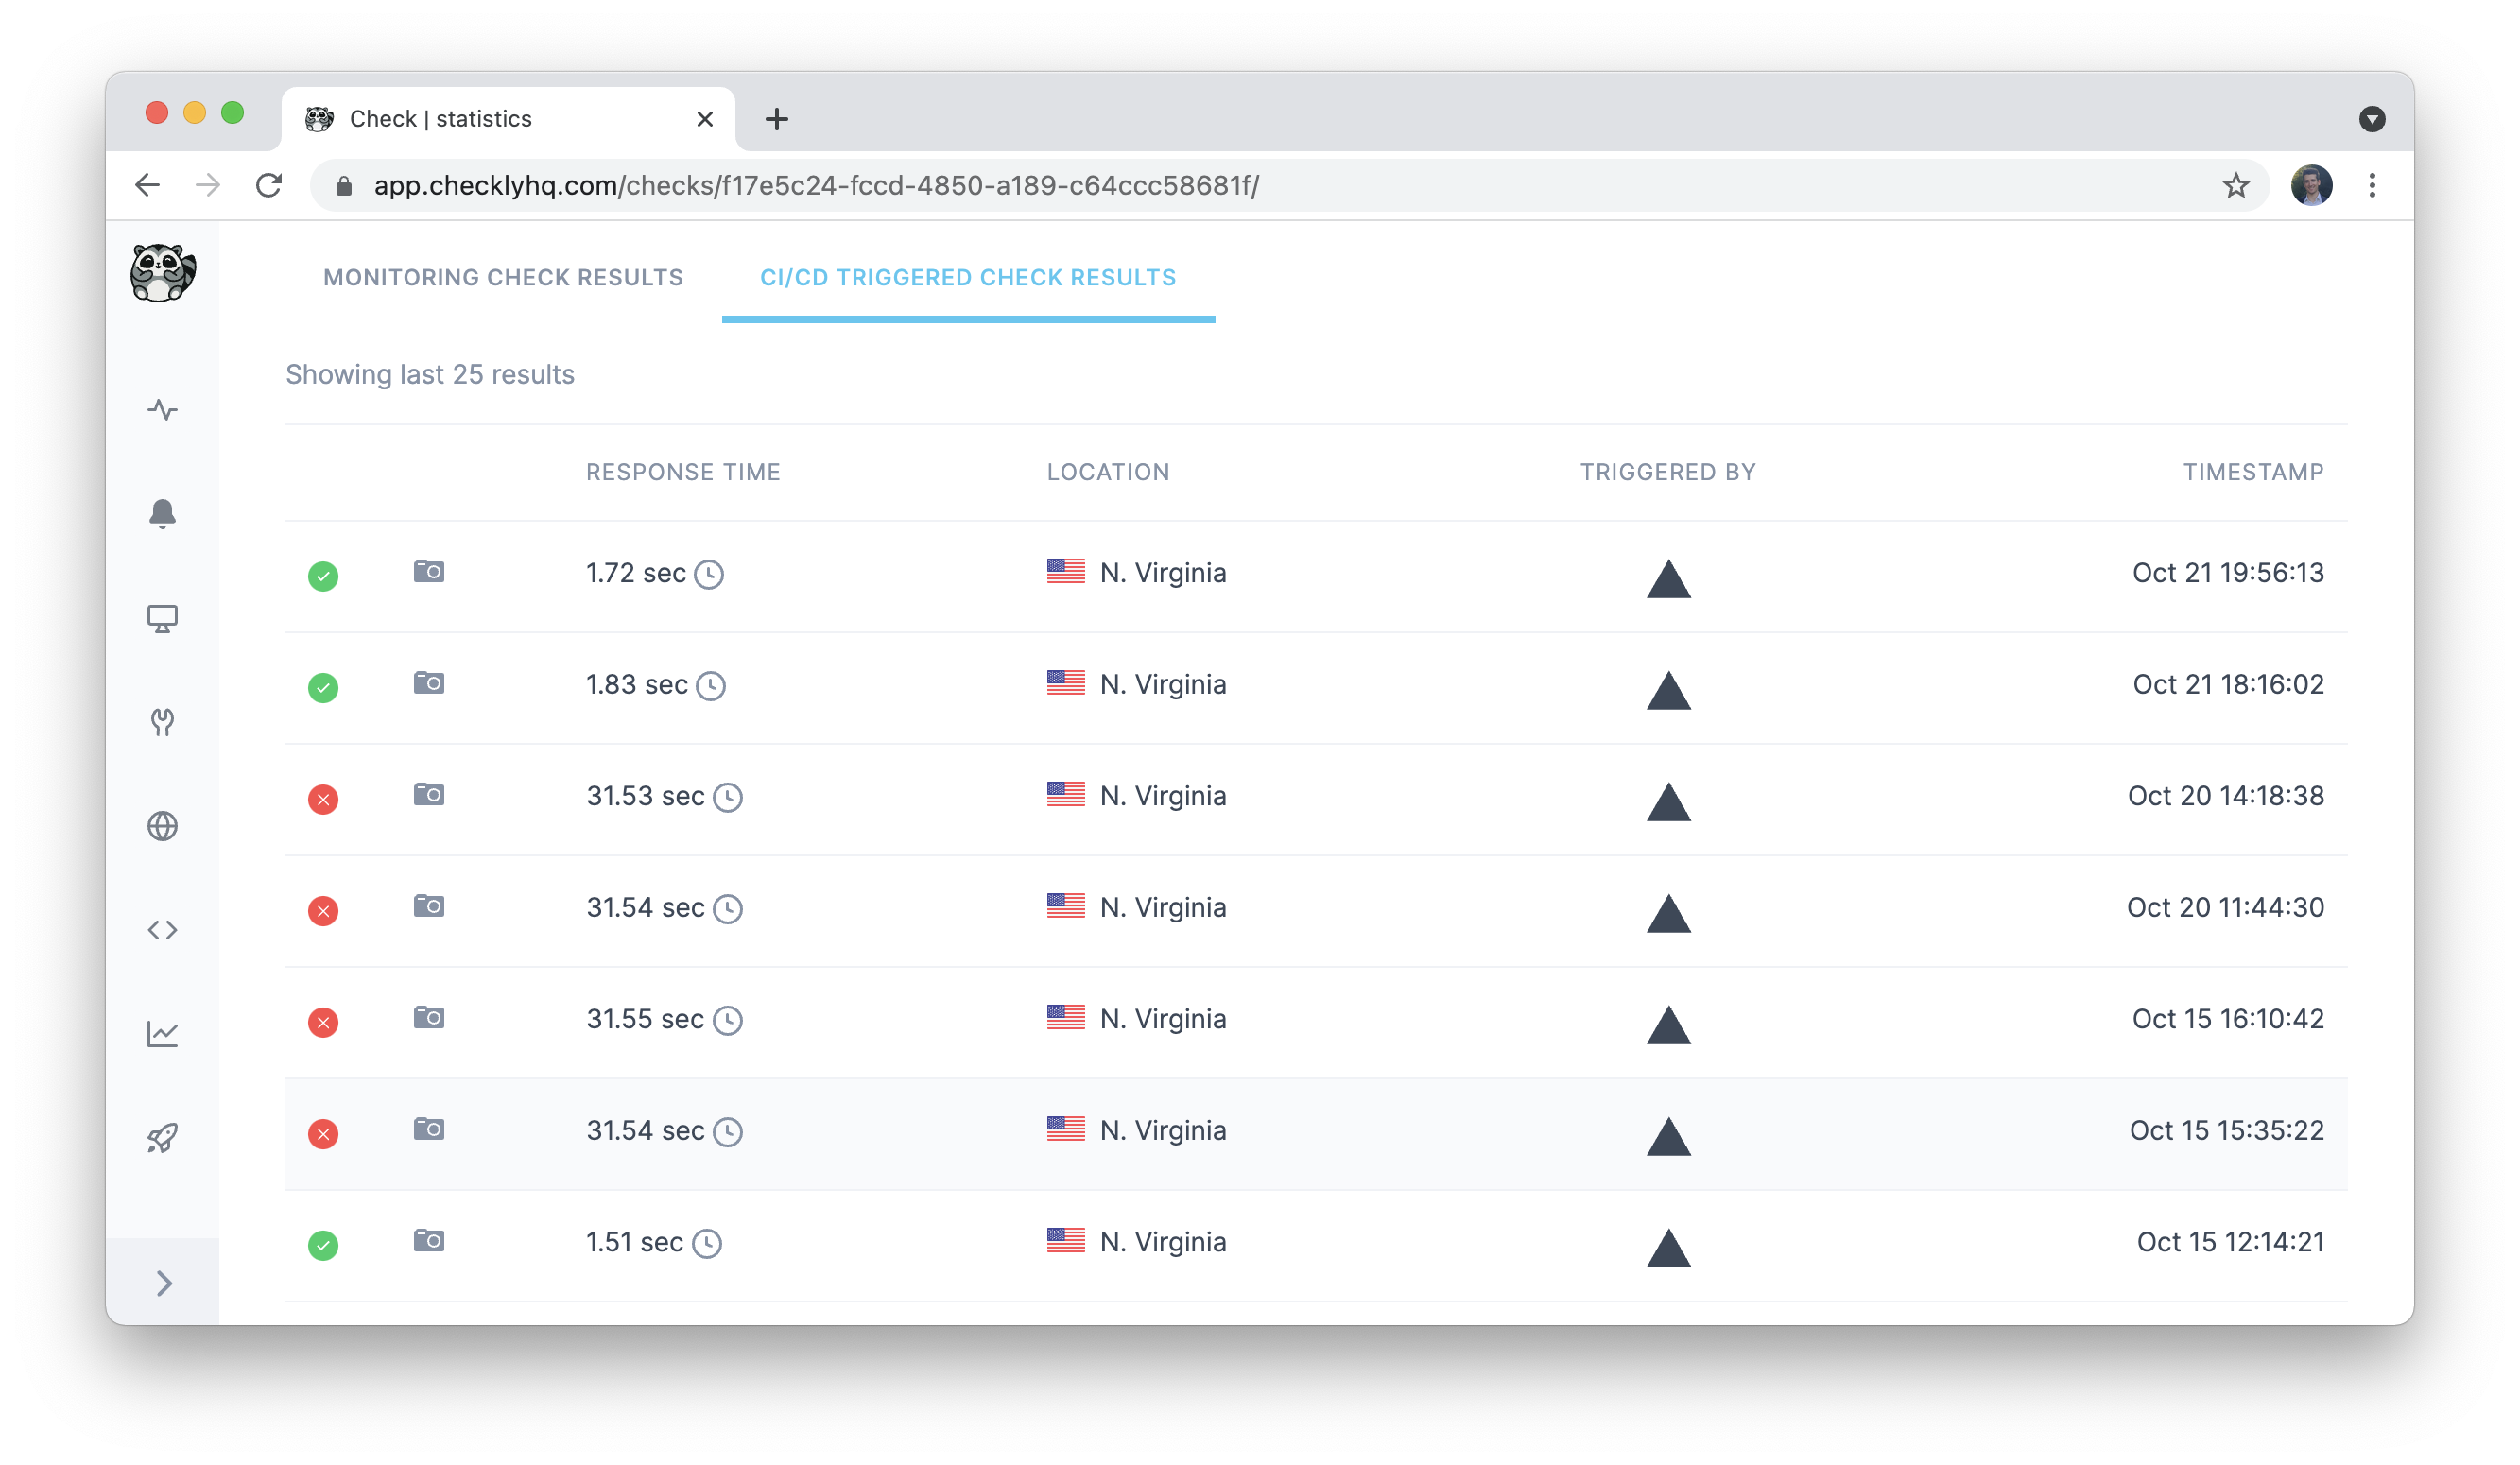 Check | statistics
app.checklyhq.com/checks/f17e5c24-fccd-4850-a189-c64ccc58681f/
MONITORING CHECK RESULTS CI/CD TRIGGERED CHECK RESULTS
Showing last 25 results
RESPONSE TIME LOCATION TRIGGERED BY TIMESTAMP
1.72 sec N. Virginia Oct 21 19:56:13
1.83 sec N. Virginia Oct 21 18:16:02
31.53 sec N. Virginia Oct 20 14:18:38
31.54 sec N. Virginia Oct 20 11:44:30
31.55 sec N. Virginia Oct 15 16:10:42
31.54 sec N. Virginia Oct 15 15:35:22
1.51 sec N. Virginia Oct 15 12:14:21